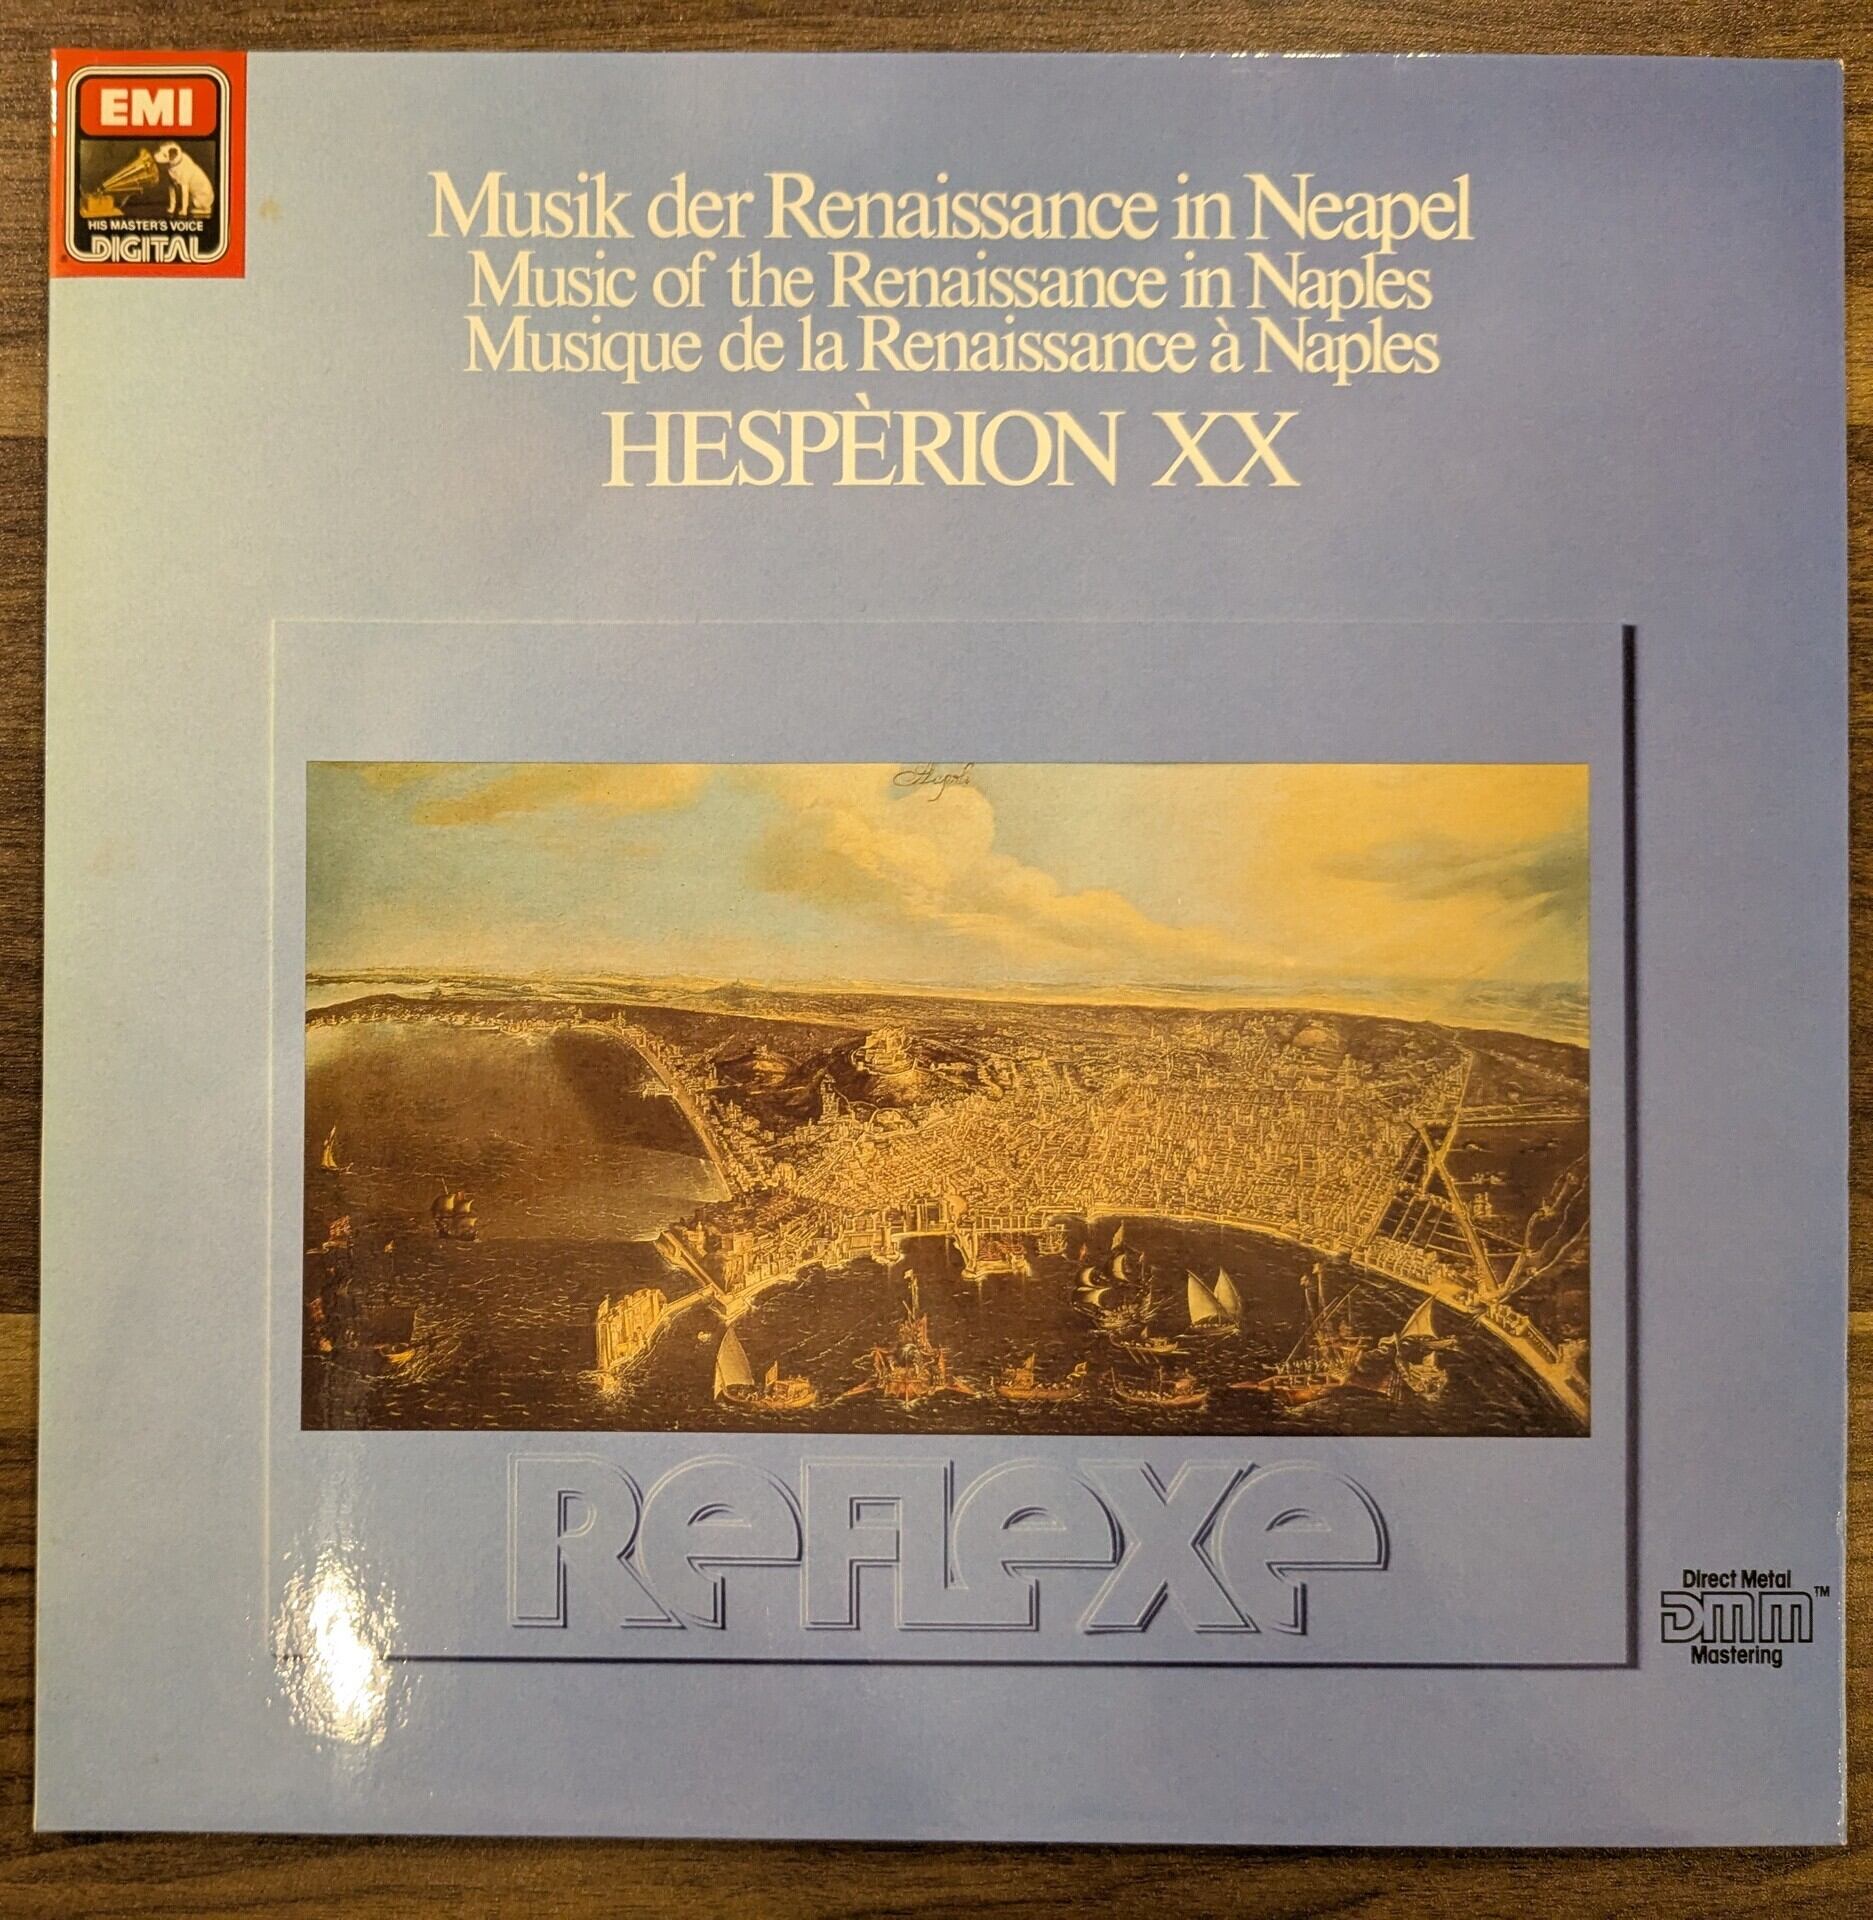 EMI
HIS MASTER'S VOICE
DIGITAL
Musik der Renaissance in Neapel
Music of the Renaissance in Naples
Musique de la Renaissance à Naples
HESPÈRION XX
REFLEXE
Direct Metal
DMM™
Mastering